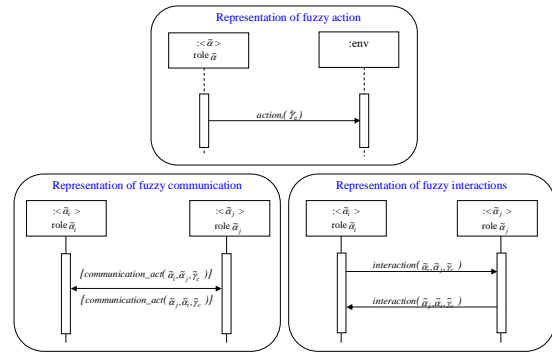 Representation of fuzzy action
:<α̃>
role α̃
:env
actionᵢ( γ̃ₑ )
Representation of fuzzy communication
:<α̃ᵢ>
role α̃ᵢ
:<α̃ⱼ>
role α̃ⱼ
[communication_act( α̃ᵢ,α̃ⱼ,γ̃c )]
[communication_act( α̃ⱼ,α̃ᵢ,γ̃c )]
Representation of fuzzy interactions
:<α̃ᵢ>
role α̃ᵢ
:<α̃ⱼ>
role α̃ⱼ
interaction( α̃ᵢ,α̃ⱼ,γ̃c )
interaction( α̃ⱼ,α̃ᵢ,γ̃c )